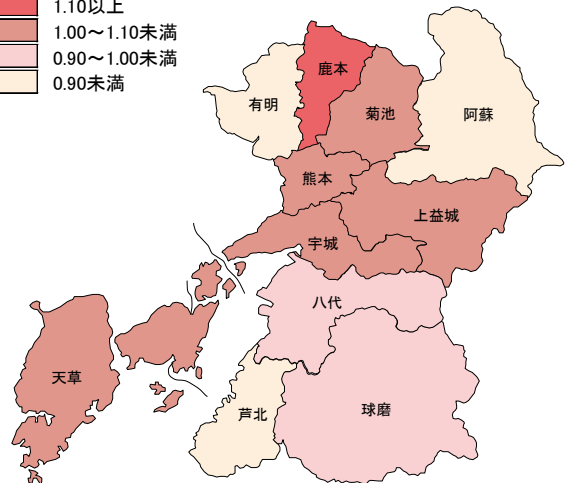 1.10以上
1.00～1.10未満
0.90～1.00未満
0.90未満
鹿本
有明
菊池
阿蘇
熊本
上益城
宇城
八代
天草
芦北
球磨